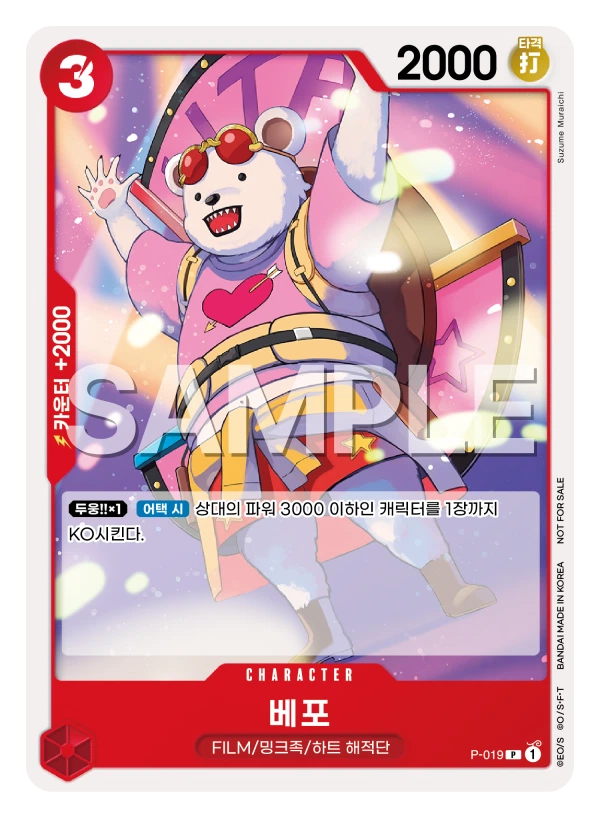 3
2000
타격
打
Suzume Muraichi
카운터 +2000
SAMPLE
두웅!!×1 어택 시 상대의 파워 3000 이하인 캐릭터를 1장까지
KO시킨다.
CHARACTER
베포
FILM/밍크족/하트 해적단
P-019 P 1
©EO/S ©O/S·F·T BANDAI MADE IN KOREA NOT FOR SALE